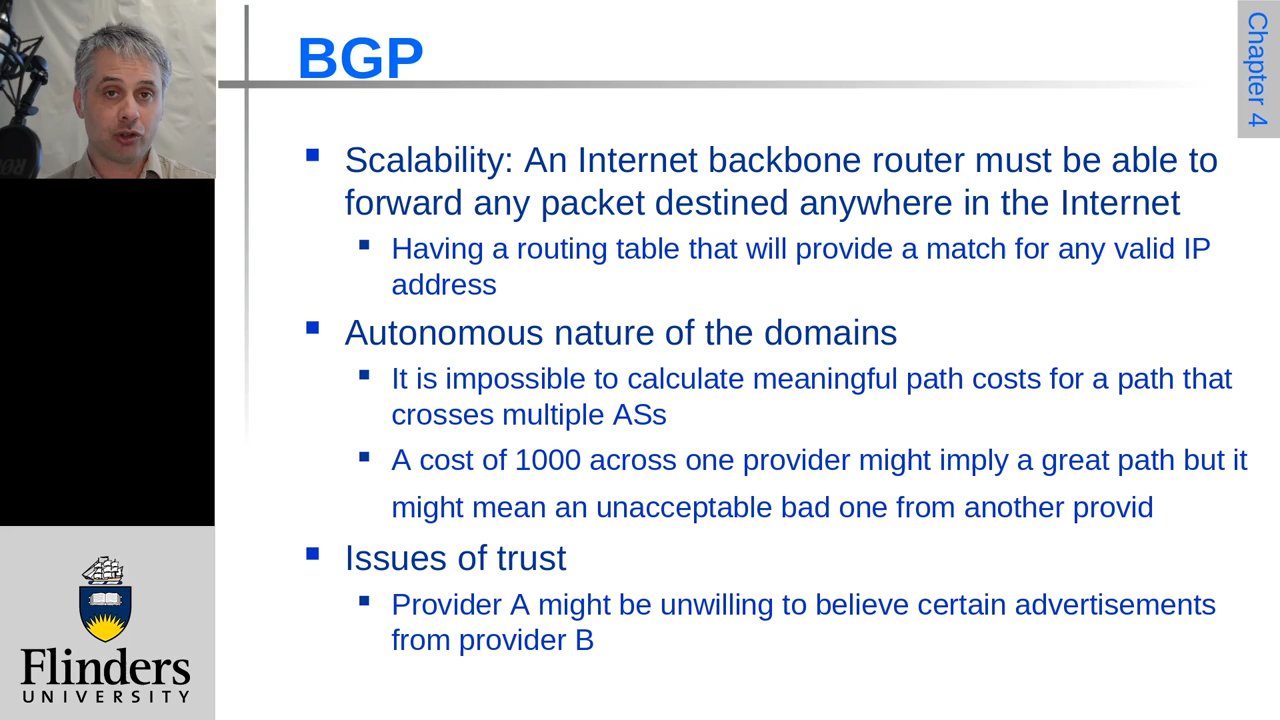 BGP
Chapter 4
Scalability: An Internet backbone router must be able to
forward any packet destined anywhere in the Internet
Having a routing table that will provide a match for any valid IP
address
Autonomous nature of the domains
It is impossible to calculate meaningful path costs for a path that
crosses multiple ASs
A cost of 1000 across one provider might imply a great path but it
might mean an unacceptable bad one from another provid
Issues of trust
Provider A might be unwilling to believe certain advertisements
from provider B
Flinders
UNIVERSITY